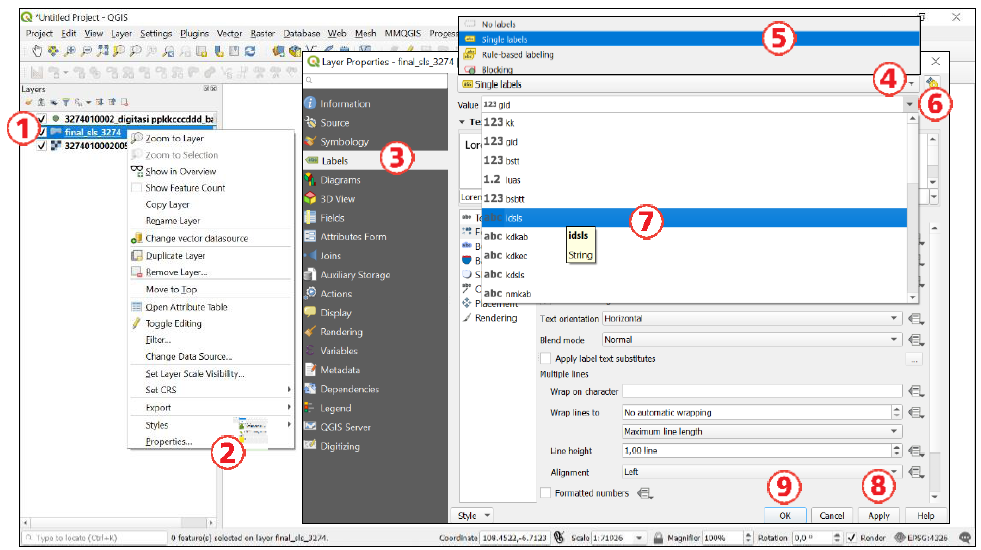 *Untitled Project - QGIS
Project Edit View Layer Settings Plugins Vector Raster Database Web Mesh MMQGIS Proces
No labels
Single labels
Rule-based labeling
Blocking
5
Layer Properties - final_sls_3274
Single labels
4
Layers
1
3274010002_digitasi ppkkccccddd_ba
final_sls_3274
3274010002005
Zoom to Layer
Zoom to Selection
Show in Overview
Show Feature Count
Copy Layer
Rename Layer
Change vector datasource
Duplicate Layer
Remove Layer...
Move to Top
Open Attribute Table
Toggle Editing
Filter...
Change Data Source...
Set Layer Scale Visibility...
Set CRS
Export
Styles
Properties...
2
Information
Source
Symbology
Labels
3
Diagrams
3D View
Fields
Attributes Form
Joins
Auxiliary Storage
Actions
Display
Rendering
Variables
Metadata
Dependencies
Legend
QGIS Server
Digitizing
Value 123 gid
6
Te
Lor
Loren
123 kk
123 gid
123 bstt
1.2 luas
123 bsbtt
abc idsls
7
abc kdkab
abc kdkec
abc kdsls
abc nmkab
idsls
String
Placement
Rendering
Text orientation Horizontal
Blend mode Normal
Apply label text substitutes
...
Multiple lines
Wrap on character
Wrap lines to No automatic wrapping
Maximum line length
Line height 1,00 line
Alignment Left
Formatted numbers
9
8
Style
OK
Cancel
Apply
Help
Type to locate (Ctrl+K)
0 feature(s) selected on layer final_slc_3274.
Coordinate 108.4522,-6.7123
Scale 1:71026
Magnifier 100%
Rotation 0,0 °
Render
EPSG:4326